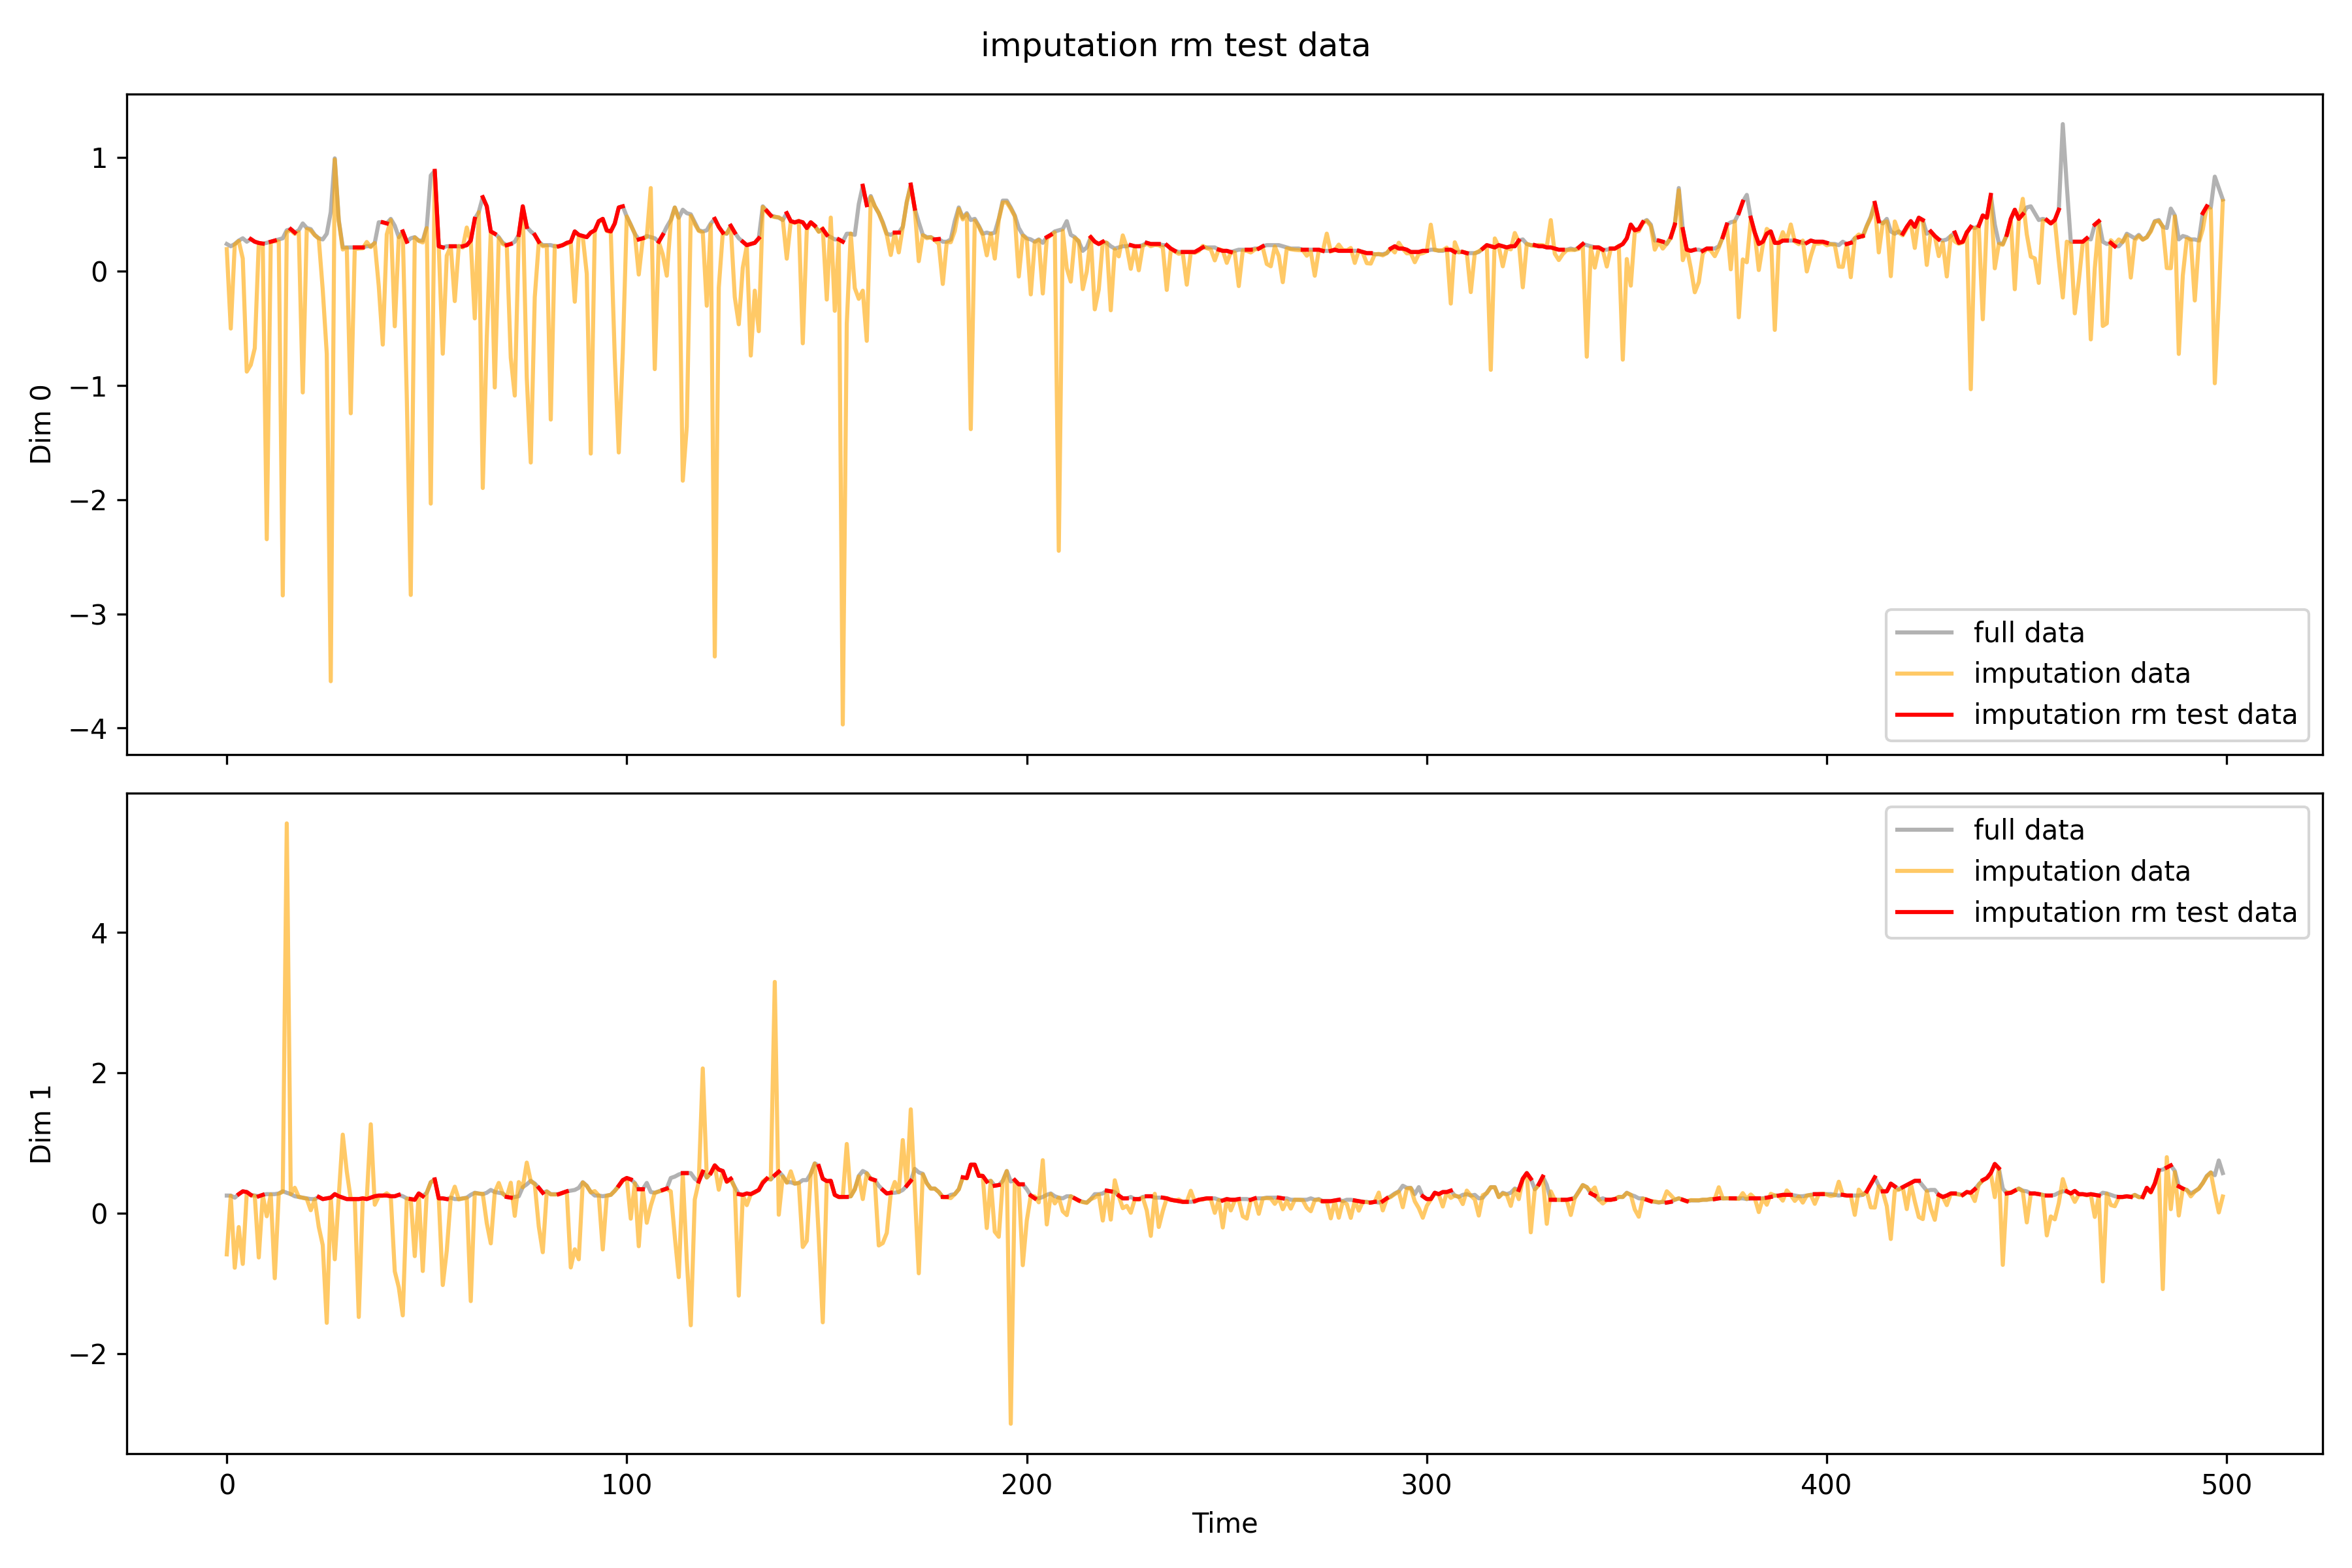 imputation rm test data
1
0
−1
−2
−3
−4
Dim 0
full data
imputation data
imputation rm test data
4
2
0
−2
Dim 1
full data
imputation data
imputation rm test data
0 100 200 300 400 500
Time